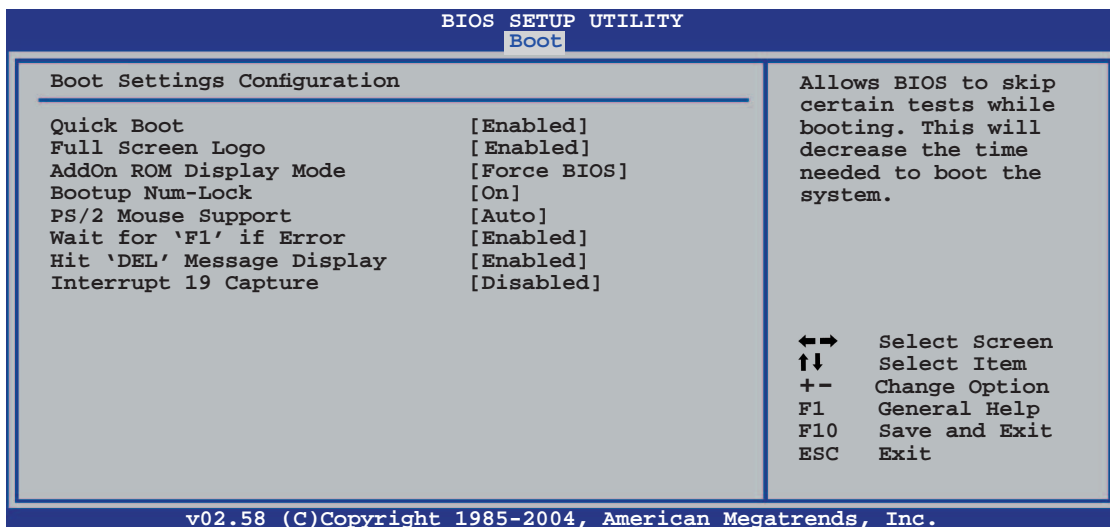 BIOS SETUP UTILITY
Boot
Boot Settings Configuration
Quick Boot [Enabled]
Full Screen Logo [Enabled]
AddOn ROM Display Mode [Force BIOS]
Bootup Num-Lock [On]
PS/2 Mouse Support [Auto]
Wait for ‘F1’ if Error [Enabled]
Hit ‘DEL’ Message Display [Enabled]
Interrupt 19 Capture [Disabled]
Allows BIOS to skip
certain tests while
booting. This will
decrease the time
needed to boot the
system.
←→ Select Screen
↑↓ Select Item
+- Change Option
F1 General Help
F10 Save and Exit
ESC Exit
v02.58 (C)Copyright 1985-2004, American Megatrends, Inc.